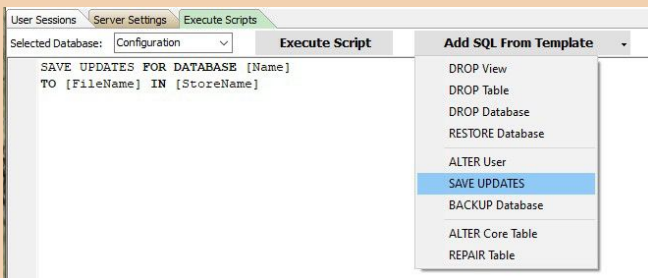 User Sessions Server Settings Execute Scripts
Selected Database: Configuration Execute Script Add SQL From Template
SAVE UPDATES FOR DATABASE [Name]
TO [FileName] IN [StoreName]
DROP View
DROP Table
DROP Database
RESTORE Database
ALTER User
SAVE UPDATES
BACKUP Database
ALTER Core Table
REPAIR Table